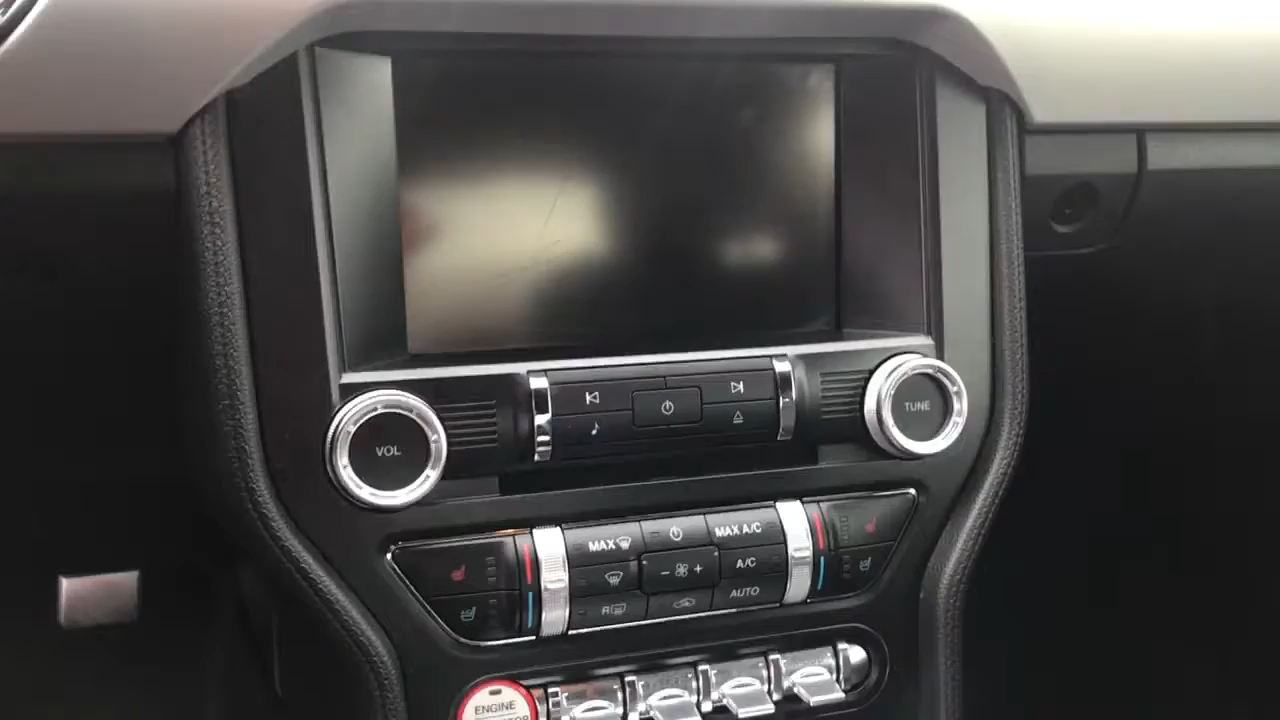 VOL
TUNE
MAX
MAX A/C
- +
A/C
R
AUTO
ENGINE